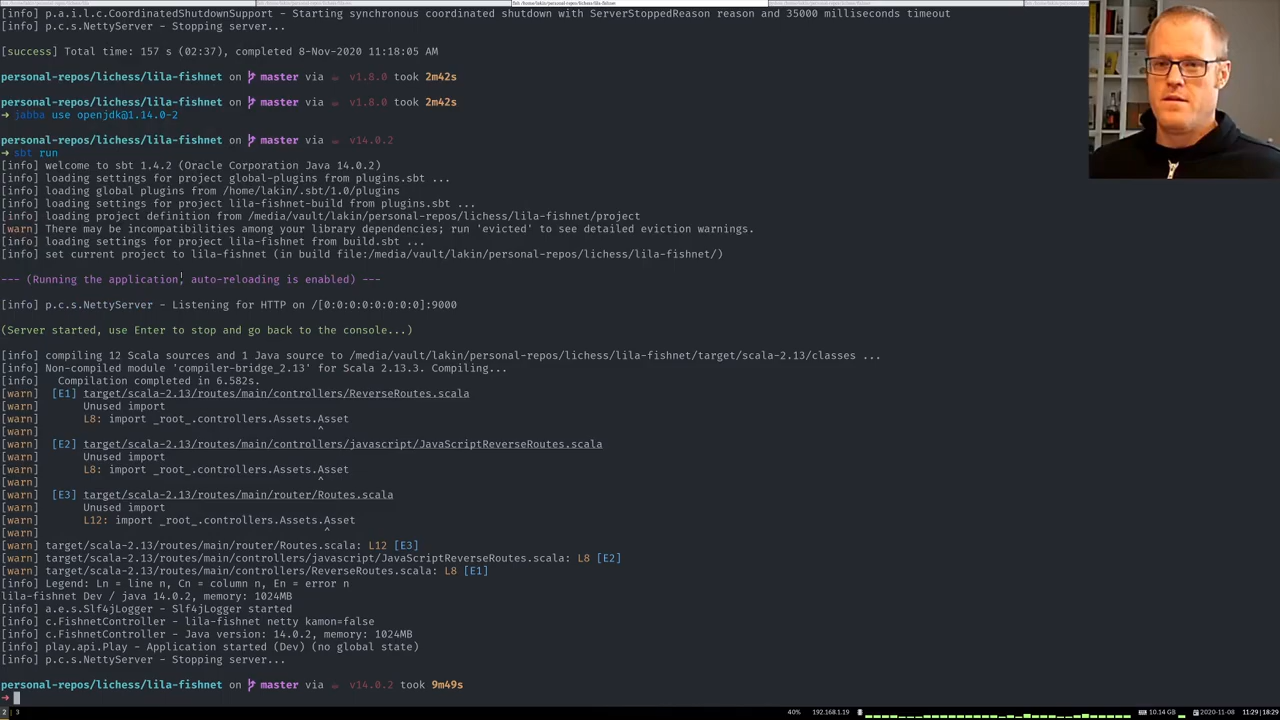 [info] p.a.i.l.c.CoordinatedShutdownSupport - Starting synchronous coordinated shutdown with ServerStoppedReason reason and 35000 milliseconds timeout
[info] p.c.s.NettyServer - Stopping server...
[success] Total time: 157 s (02:37), completed 8-Nov-2020 11:18:05 AM
personal-repos/lichess/lila-fishnet on master via v1.8.0 took 2m42s
personal-repos/lichess/lila-fishnet on master via v1.8.0 took 2m42s
➜ jabba use openjdk@1.14.0-2
personal-repos/lichess/lila-fishnet on master via v14.0.2
➜ sbt run
[info] welcome to sbt 1.4.2 (Oracle Corporation Java 14.0.2)
[info] loading settings for project global-plugins from plugins.sbt ...
[info] loading global plugins from /home/lakin/.sbt/1.0/plugins
[info] loading settings for project lila-fishnet-build from plugins.sbt ...
[info] loading project definition from /media/vault/lakin/personal-repos/lichess/lila-fishnet/project
[warn] There may be incompatibilities among your library dependencies; run 'evicted' to see detailed eviction warnings.
[info] loading settings for project lila-fishnet from build.sbt ...
[info] set current project to lila-fishnet (in build file:/media/vault/lakin/personal-repos/lichess/lila-fishnet/)
--- (Running the application, auto-reloading is enabled) ---
[info] p.c.s.NettyServer - Listening for HTTP on /[0:0:0:0:0:0:0:0]:9000
(Server started, use Enter to stop and go back to the console...)
[info] compiling 12 Scala sources and 1 Java source to /media/vault/lakin/personal-repos/lichess/lila-fishnet/target/scala-2.13/classes ...
[info] Non-compiled module 'compiler-bridge_2.13' for Scala 2.13.3. Compiling...
[info]   Compilation completed in 6.582s.
[warn]  [E1] target/scala-2.13/routes/main/controllers/ReverseRoutes.scala
[warn]       Unused import
[warn]       L8: import _root_.controllers.Assets.Asset
[warn]                                            ^
[warn]  [E2] target/scala-2.13/routes/main/controllers/javascript/JavaScriptReverseRoutes.scala
[warn]       Unused import
[warn]       L8: import _root_.controllers.Assets.Asset
[warn]                                            ^
[warn]  [E3] target/scala-2.13/routes/main/router/Routes.scala
[warn]       Unused import
[warn]       L12: import _root_.controllers.Assets.Asset
[warn]                                             ^
[warn] target/scala-2.13/routes/main/router/Routes.scala: L12 [E3]
[warn] target/scala-2.13/routes/main/controllers/javascript/JavaScriptReverseRoutes.scala: L8 [E2]
[warn] target/scala-2.13/routes/main/controllers/ReverseRoutes.scala: L8 [E1]
[info] Legend: Ln = line n, Cn = column n, En = error n
lila-fishnet Dev / java 14.0.2, memory: 1024MB
[info] a.e.s.Slf4jLogger - Slf4jLogger started
[info] c.FishnetController - lila-fishnet netty kamon=false
[info] c.FishnetController - Java version: 14.0.2, memory: 1024MB
[info] play.api.Play - Application started (Dev) (no global state)
[info] p.c.s.NettyServer - Stopping server...
personal-repos/lichess/lila-fishnet on master via v14.0.2 took 9m49s
➜
2 | 3 40% 192.168.1.19 10.14 GB 2020-11-08 11:29 18:29